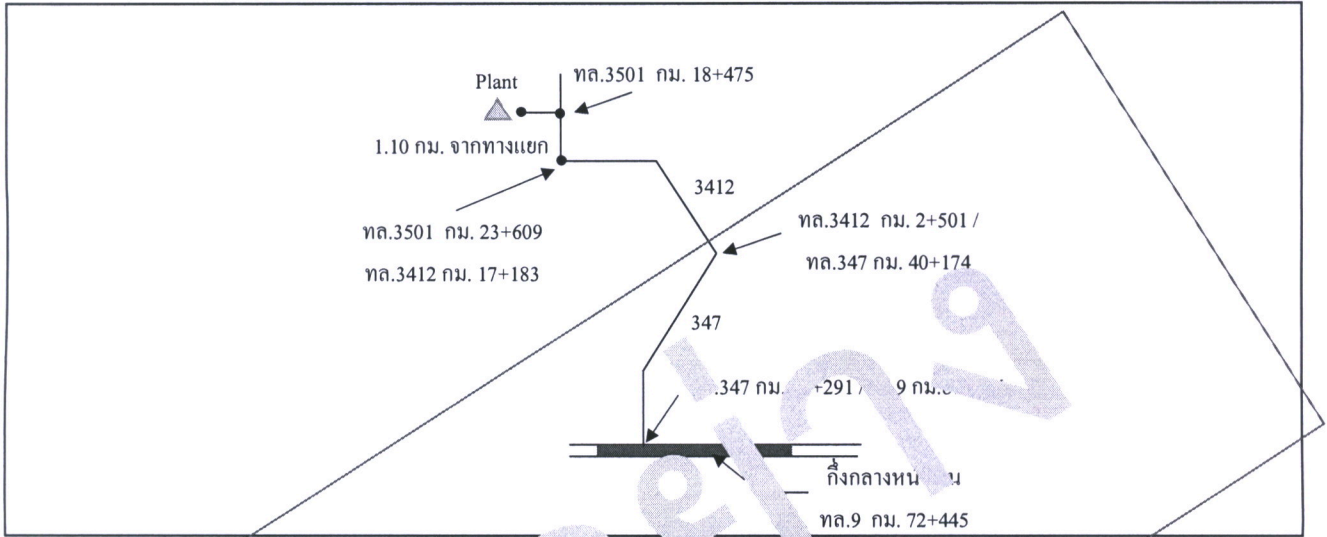 Plant
ทล.3501 กม. 18+475
1.10 กม. จากทางแยก
3412
ทล.3501 กม. 23+609
ทล.3412 กม. 17+183
ทล.3412 กม. 2+501 /
ทล.347 กม. 40+174
347
.347 กม. +291 / 9 กม.
กึ่งกลางหน
ทล.9 กม. 72+445